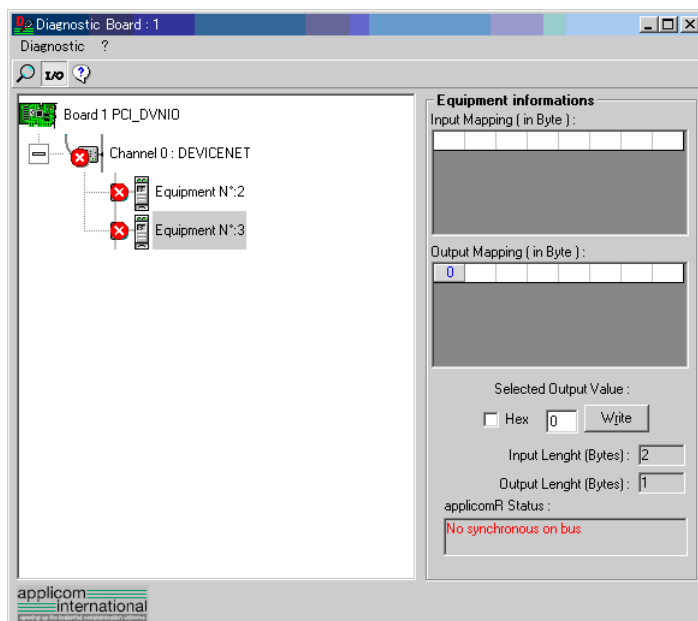 Diagnostic Board : 1
Diagnostic ?
I/O
Board 1 PCI_DVNIO
Channel 0 : DEVICENET
Equipment N°:2
Equipment N°:3
Equipment informations
Input Mapping ( in Byte ) :
Output Mapping ( in Byte ) :
0
Selected Output Value :
Hex 0 Write
Input Lenght (Bytes) : 2
Output Lenght (Bytes) : 1
applicomR Status :
No synchronous on bus
applicom
international